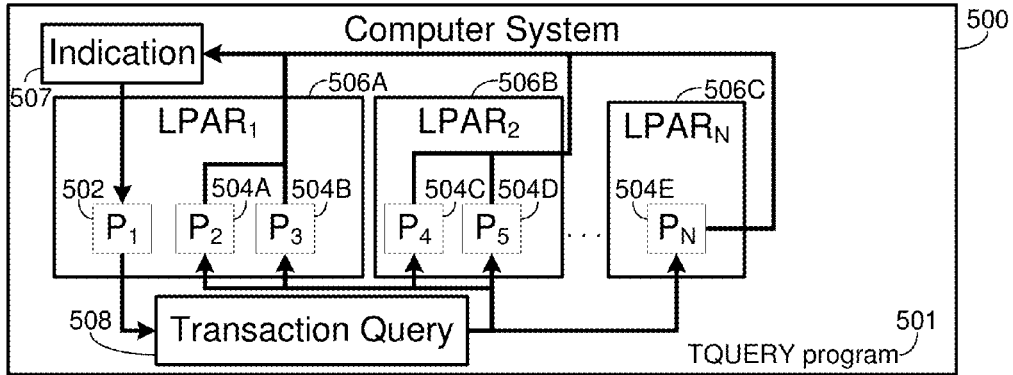 Computer System
500
Indication
507
506A
506B
506C
LPAR1
LPAR2
LPARN
502
504A
504B
504C
504D
504E
P1
P2
P3
P4
P5
. . .
PN
508
Transaction Query
TQUERY program
501